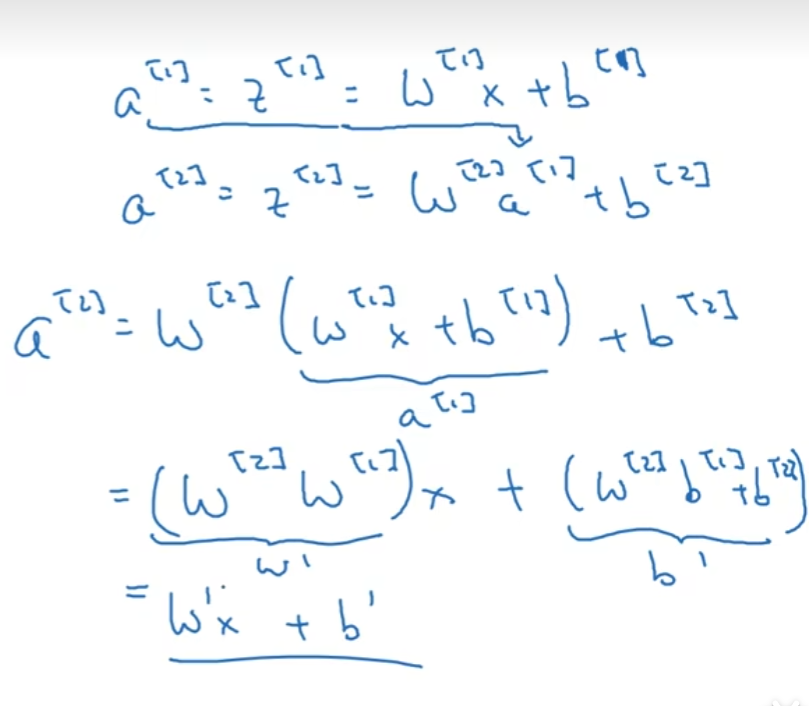 a^[1] = z^[1] = W^[1] x + b^[1]
a^[2] = z^[2] = W^[2] a^[1] + b^[2]
a^[2] = W^[2] (W^[1] x + b^[1]) + b^[2]
a^[1]
= (W^[2] W^[1]) x + (W^[2] b^[1] + b^[2])
W' b'
= W'x + b'